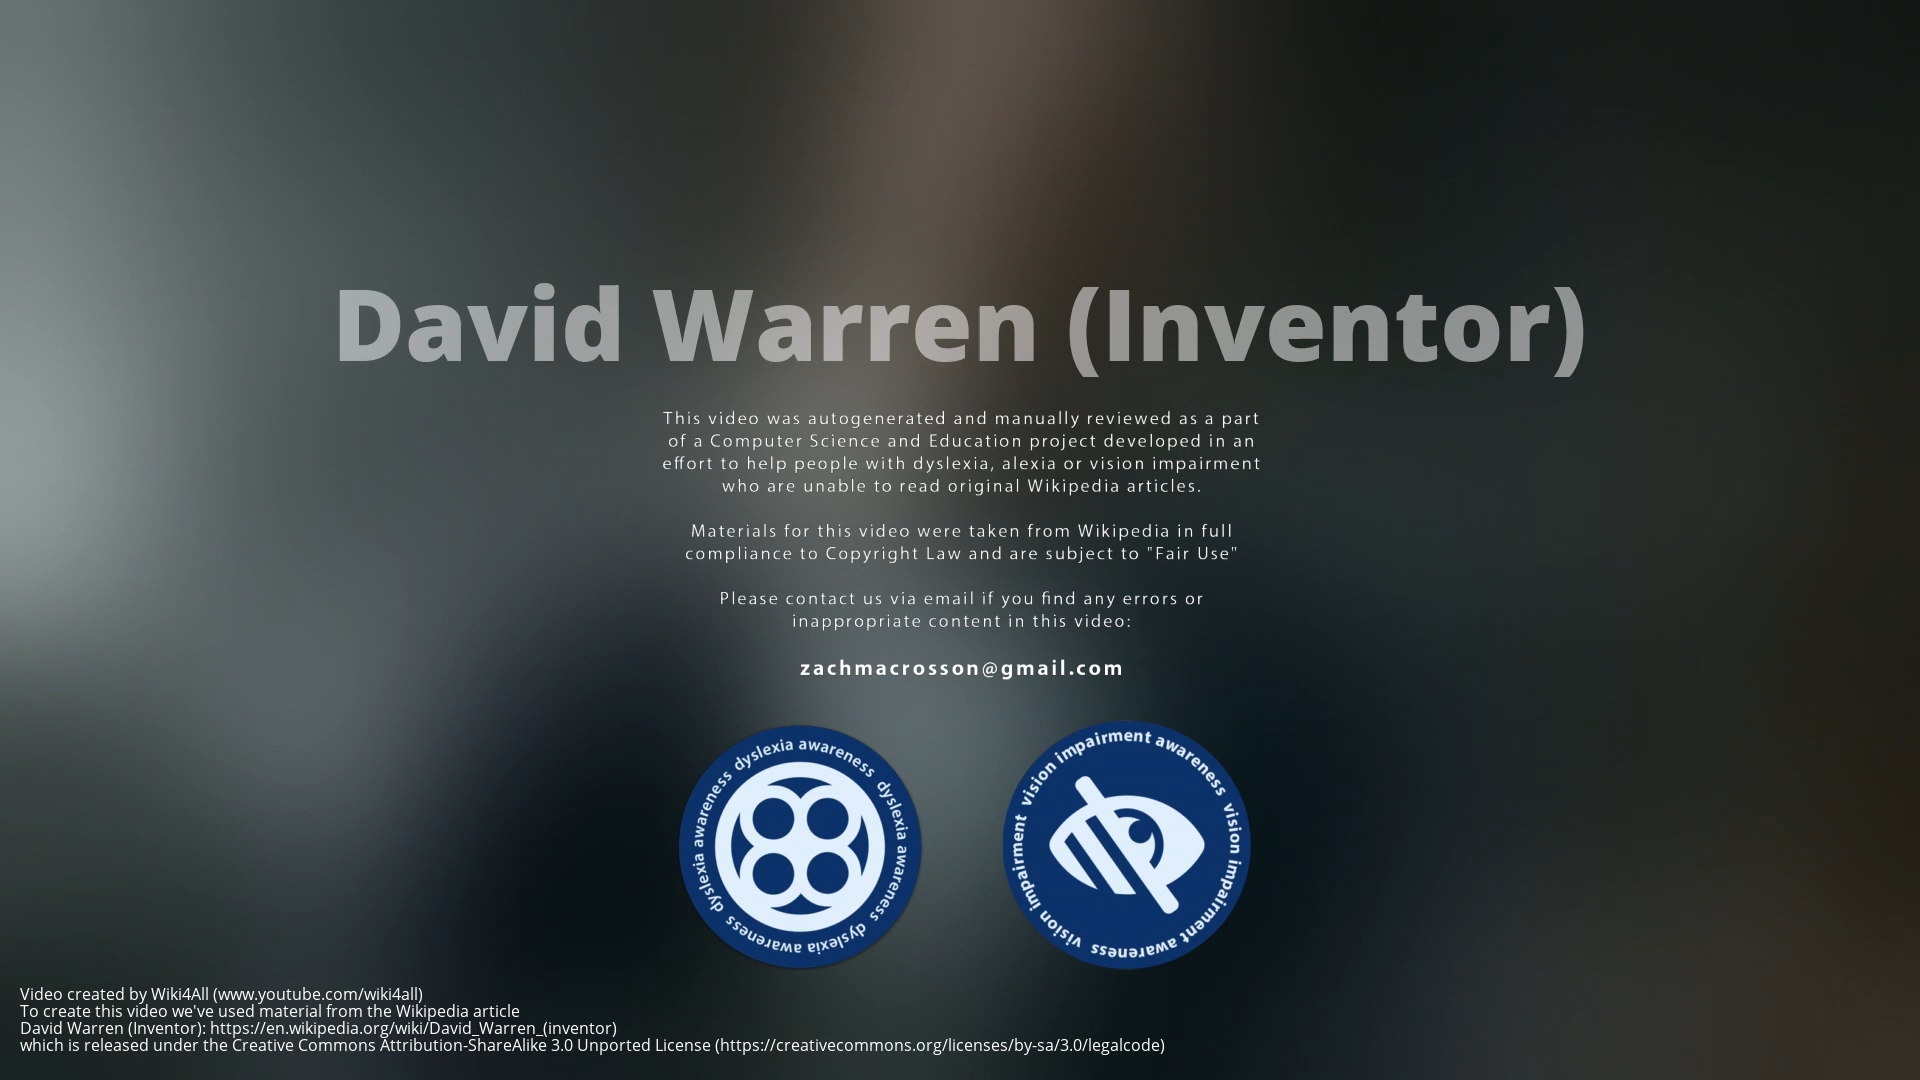 David Warren (Inventor)
This video was autogenerated and manually reviewed as a part
of a Computer Science and Education project developed in an
effort to help people with dyslexia, alexia or vision impairment
who are unable to read original Wikipedia articles.
Materials for this video were taken from Wikipedia in full
compliance to Copyright Law and are subject to "Fair Use"
Please contact us via email if you find any errors or
inappropriate content in this video:
zachmacrosson@gmail.com
dyslexia awareness dyslexia awareness dyslexia awareness dyslexia awareness
vision impairment awareness vision impairment awareness vision impairment
Video created by Wiki4All (www.youtube.com/wiki4all)
To create this video we've used material from the Wikipedia article
David Warren (Inventor): https://en.wikipedia.org/wiki/David_Warren_(inventor)
which is released under the Creative Commons Attribution-ShareAlike 3.0 Unported License (https://creativecommons.org/licenses/by-sa/3.0/legalcode)